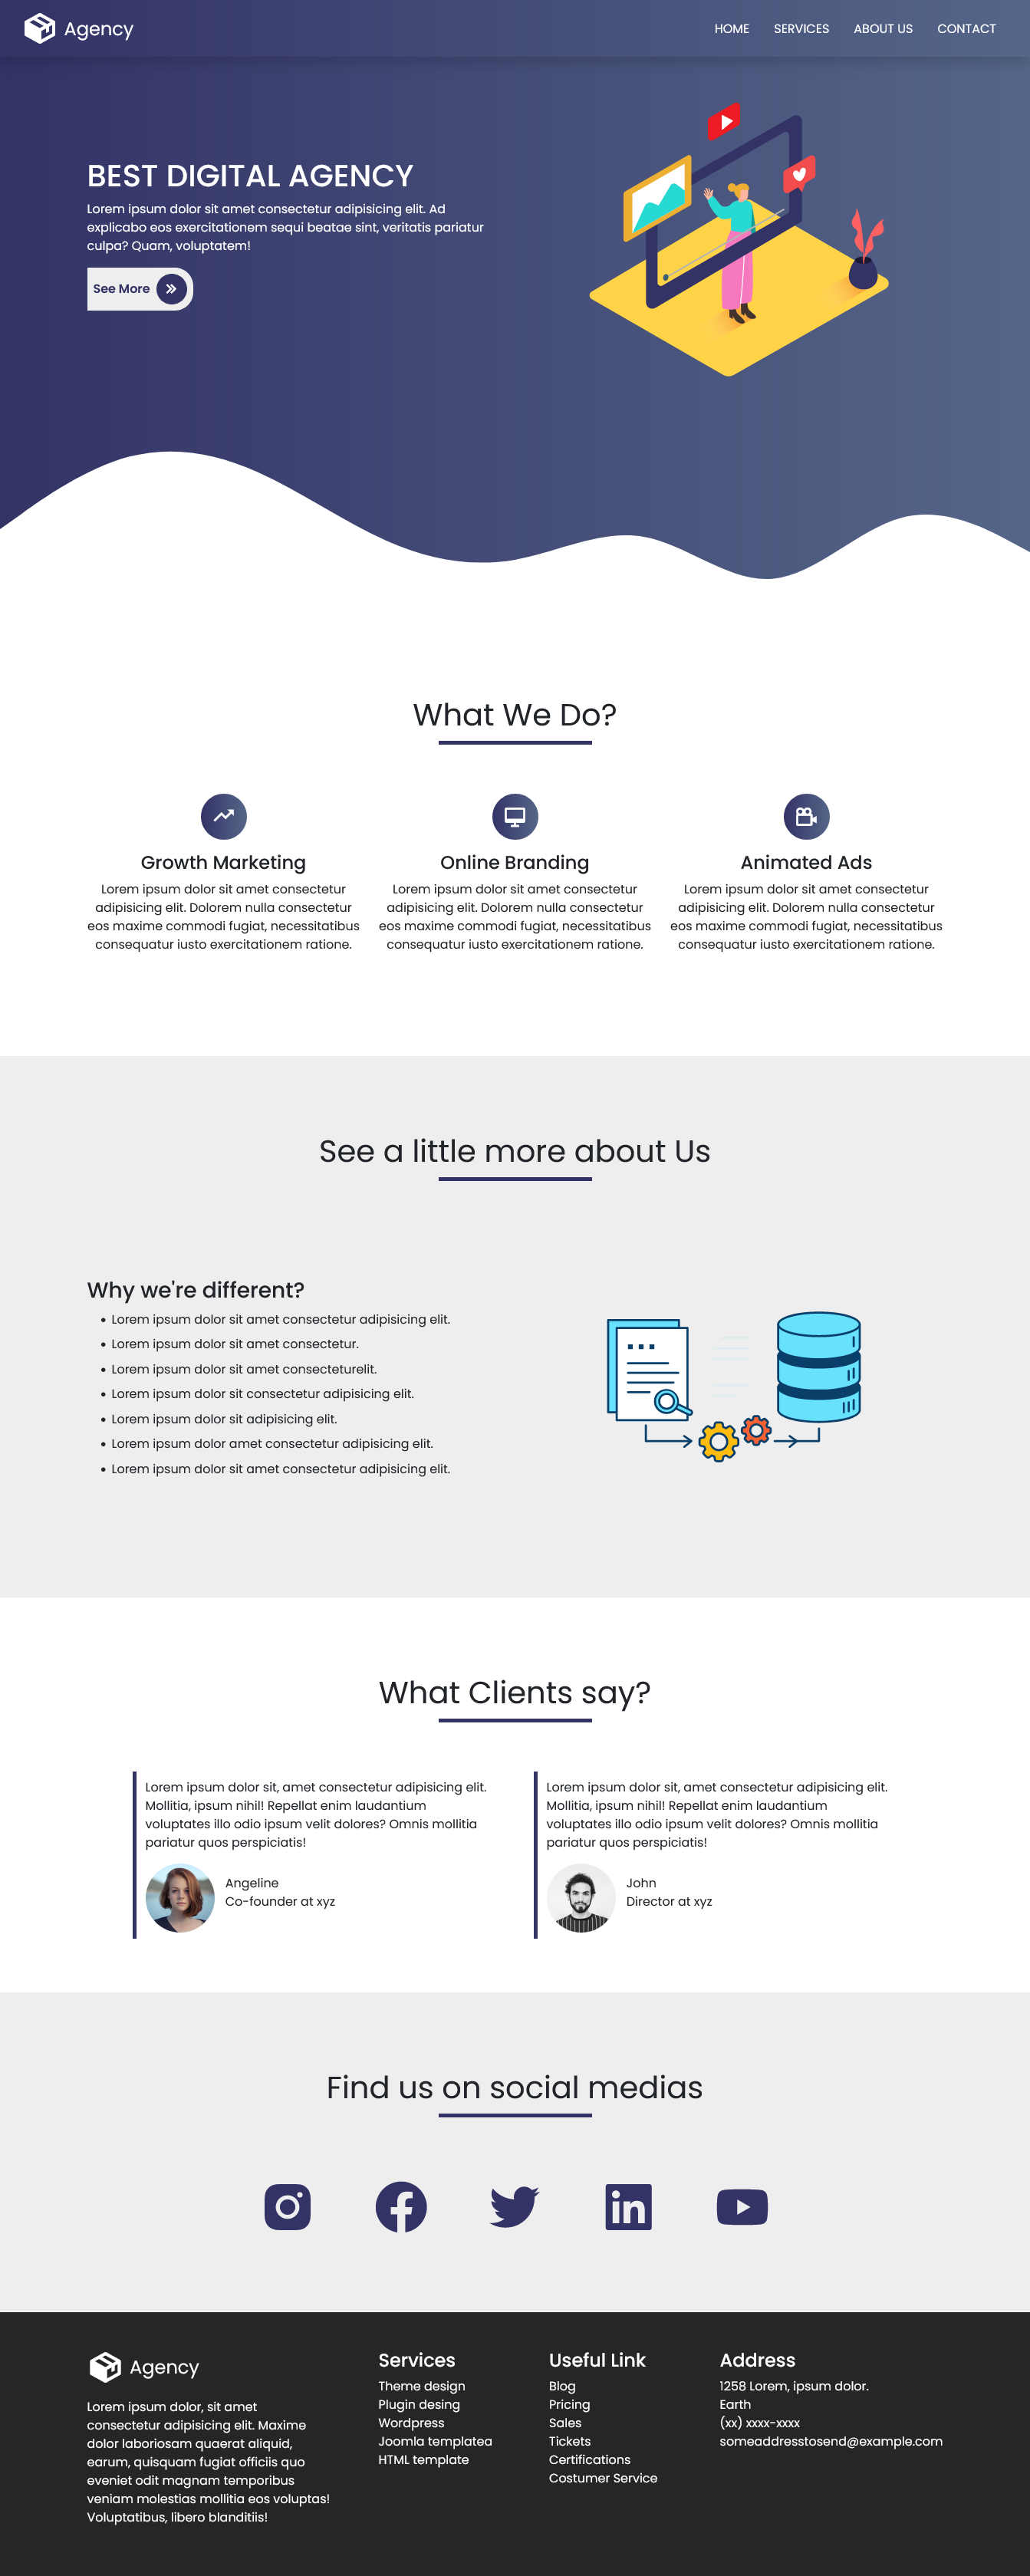 Agency
HOME SERVICES ABOUT US CONTACT
BEST DIGITAL AGENCY
Lorem ipsum dolor sit amet consectetur adipisicing elit. Ad
explicabo eos exercitationem sequi beatae sint, veritatis pariatur
culpa? Quam, voluptatem!
See More
What We Do?
Growth Marketing
Lorem ipsum dolor sit amet consectetur
adipisicing elit. Dolorem nulla consectetur
eos maxime commodi fugiat, necessitatibus
consequatur iusto exercitationem ratione.
Online Branding
Lorem ipsum dolor sit amet consectetur
adipisicing elit. Dolorem nulla consectetur
eos maxime commodi fugiat, necessitatibus
consequatur iusto exercitationem ratione.
Animated Ads
Lorem ipsum dolor sit amet consectetur
adipisicing elit. Dolorem nulla consectetur
eos maxime commodi fugiat, necessitatibus
consequatur iusto exercitationem ratione.
See a little more about Us
Why we're different?
Lorem ipsum dolor sit amet consectetur adipisicing elit.
Lorem ipsum dolor sit amet consectetur.
Lorem ipsum dolor sit amet consecteturelit.
Lorem ipsum dolor sit consectetur adipisicing elit.
Lorem ipsum dolor sit adipisicing elit.
Lorem ipsum dolor amet consectetur adipisicing elit.
Lorem ipsum dolor sit amet consectetur adipisicing elit.
What Clients say?
Lorem ipsum dolor sit, amet consectetur adipisicing elit.
Mollitia, ipsum nihil! Repellat enim laudantium
voluptates illo odio ipsum velit dolores? Omnis mollitia
pariatur quos perspiciatis!
Angeline
Co-founder at xyz
Lorem ipsum dolor sit, amet consectetur adipisicing elit.
Mollitia, ipsum nihil! Repellat enim laudantium
voluptates illo odio ipsum velit dolores? Omnis mollitia
pariatur quos perspiciatis!
John
Director at xyz
Find us on social medias
Agency
Lorem ipsum dolor, sit amet
consectetur adipisicing elit. Maxime
dolor laboriosam quaerat aliquid,
earum, quisquam fugiat officiis quo
eveniet odit magnam temporibus
veniam molestias mollitia eos voluptas!
Voluptatibus, libero blanditiis!
Services
Theme design
Plugin desing
Wordpress
Joomla templatea
HTML template
Useful Link
Blog
Pricing
Sales
Tickets
Certifications
Costumer Service
Address
1258 Lorem, ipsum dolor.
Earth
(xx) xxxx-xxxx
someaddresstosend@example.com